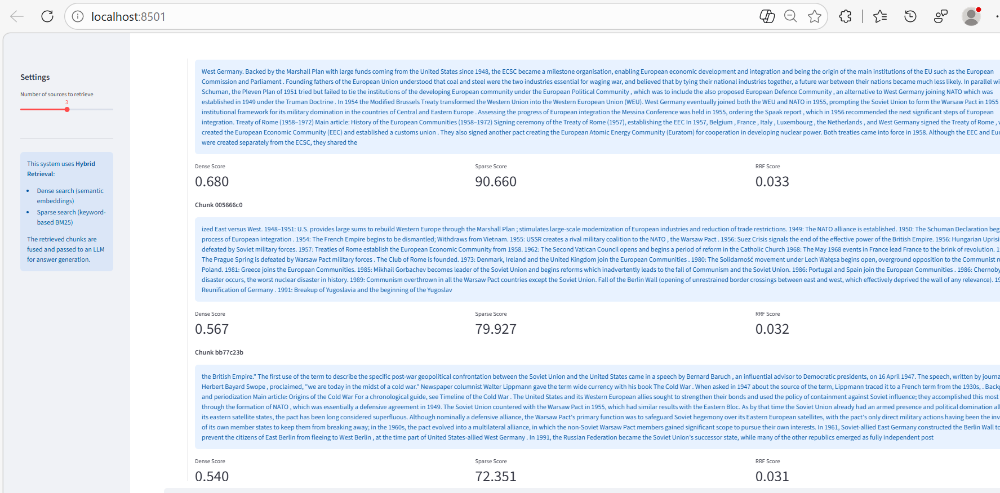 localhost:8501
Settings
Number of sources to retrieve
3
This system uses Hybrid
Retrieval:
Dense search (semantic
embeddings)
Sparse search (keyword-
based BM25)
The retrieved chunks are
fused and passed to an LLM
for answer generation.
West Germany. Backed by the Marshall Plan with large funds coming from the United States since 1948, the ECSC became a milestone organisation, enabling European economic development and integration and being the origin of the main institutions of the EU such as the European
Commission and Parliament . Founding fathers of the European Union understood that coal and steel were the two industries essential for waging war, and believed that by tying their national industries together, a future war between their nations became much less likely. In parallel wi
Schuman, the Pleven Plan of 1951 tried but failed to tie the institutions of the developing European community under the European Political Community , which was to include the also proposed European Defence Community , an alternative to West Germany joining NATO which was
established in 1949 under the Truman Doctrine . In 1954 the Modified Brussels Treaty transformed the Western Union into the Western European Union (WEU). West Germany eventually joined both the WEU and NATO in 1955, prompting the Soviet Union to form the Warsaw Pact in 1955
institutional framework for its military domination in the countries of Central and Eastern Europe . Assessing the progress of European integration the Messina Conference was held in 1955, ordering the Spaak report , which in 1956 recommended the next significant steps of European
integration. Treaty of Rome (1958–1972) Main article: History of the European Communities (1958–1972) Signing ceremony of the Treaty of Rome (1957), establishing the EEC In 1957, Belgium , France , Italy , Luxembourg , the Netherlands , and West Germany signed the Treaty of Rome ,
created the European Economic Community (EEC) and established a customs union . They also signed another pact creating the European Atomic Energy Community (Euratom) for cooperation in developing nuclear power. Both treaties came into force in 1958. Although the EEC and Eu
were created separately from the ECSC, they shared the
Dense Score
Sparse Score
RRF Score
0.680
90.660
0.033
Chunk 005666c0
ized East versus West. 1948–1951: U.S. provides large sums to rebuild Western Europe through the Marshall Plan ; stimulates large-scale modernization of European industries and reduction of trade restrictions. 1949: The NATO alliance is established. 1950: The Schuman Declaration beg
process of European integration . 1954: The French Empire begins to be dismantled; Withdraws from Vietnam. 1955: USSR creates a rival military coalition to the NATO , the Warsaw Pact . 1956: Suez Crisis signals the end of the effective power of the British Empire. 1956: Hungarian Uprisi
defeated by Soviet military forces. 1957: Treaties of Rome establish the European Economic Community from 1958. 1962: The Second Vatican Council opens and begins a period of reform in the Catholic Church 1968: The May 1968 events in France lead France to the brink of revolution. 1
The Prague Spring is defeated by Warsaw Pact military forces . The Club of Rome is founded. 1973: Denmark, Ireland and the United Kingdom join the European Communities . 1980: The Solidarność movement under Lech Wałęsa begins open, overground opposition to the Communist r
Poland. 1981: Greece joins the European Communities. 1985: Mikhail Gorbachev becomes leader of the Soviet Union and begins reforms which inadvertently leads to the fall of Communism and the Soviet Union. 1986: Portugal and Spain join the European Communities . 1986: Chernoby
disaster occurs, the worst nuclear disaster in history. 1989: Communism overthrown in all the Warsaw Pact countries except the Soviet Union. Fall of the Berlin Wall (opening of unrestrained border crossings between east and west, which effectively deprived the wall of any relevance). 19
Reunification of Germany . 1991: Breakup of Yugoslavia and the beginning of the Yugoslav
Dense Score
Sparse Score
RRF Score
0.567
79.927
0.032
Chunk bb77c23b
the British Empire." The first use of the term to describe the specific post-war geopolitical confrontation between the Soviet Union and the United States came in a speech by Bernard Baruch , an influential advisor to Democratic presidents, on 16 April 1947. The speech, written by journa
Herbert Bayard Swope , proclaimed, "we are today in the midst of a cold war." Newspaper columnist Walter Lippmann gave the term wide currency with his book The Cold War . When asked in 1947 about the source of the term, Lippmann traced it to a French term from the 1930s, . Backg
and periodization Main article: Origins of the Cold War For a chronological guide, see Timeline of the Cold War . The United States and its Western European allies sought to strengthen their bonds and used the policy of containment against Soviet influence; they accomplished this most
through the formation of NATO , which was essentially a defensive agreement in 1949. The Soviet Union countered with the Warsaw Pact in 1955, which had similar results with the Eastern Bloc. As by that time the Soviet Union already had an armed presence and political domination al
its eastern satellite states, the pact has been long considered superfluous. Although nominally a defensive alliance, the Warsaw Pact's primary function was to safeguard Soviet hegemony over its Eastern European satellites, with the pact's only direct military actions having been the inv
of its own member states to keep them from breaking away; in the 1960s, the pact evolved into a multilateral alliance, in which the non-Soviet Warsaw Pact members gained significant scope to pursue their own interests. In 1961, Soviet-allied East Germany constructed the Berlin Wall to
prevent the citizens of East Berlin from fleeing to West Berlin , at the time part of United States-allied West Germany . In 1991, the Russian Federation became the Soviet Union's successor state, while many of the other republics emerged as fully independent post
Dense Score
Sparse Score
RRF Score
0.540
72.351
0.031